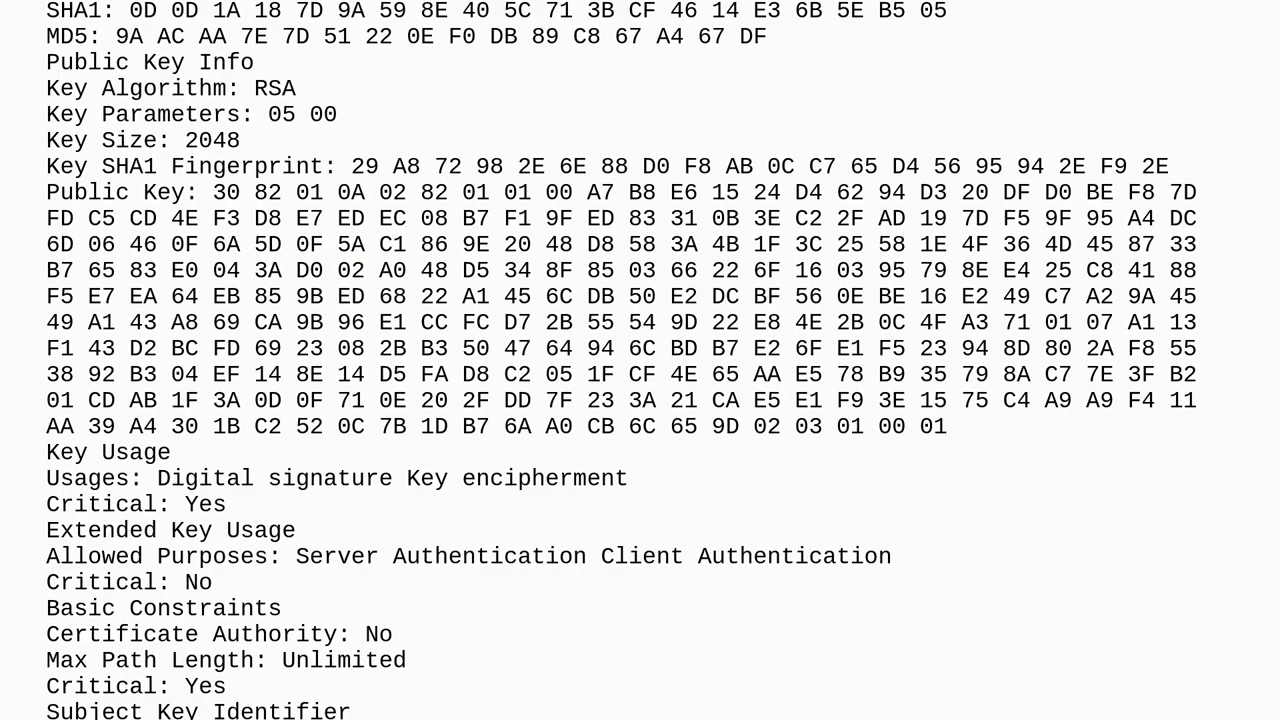 SHA1: 0D 0D 1A 18 7D 9A 59 8E 40 5C 71 3B CF 46 14 E3 6B 5E B5 05
MD5: 9A AC AA 7E 7D 51 22 0E F0 DB 89 C8 67 A4 67 DF
Public Key Info
Key Algorithm: RSA
Key Parameters: 05 00
Key Size: 2048
Key SHA1 Fingerprint: 29 A8 72 98 2E 6E 88 D0 F8 AB 0C C7 65 D4 56 95 94 2E F9 2E
Public Key: 30 82 01 0A 02 82 01 01 00 A7 B8 E6 15 24 D4 62 94 D3 20 DF D0 BE F8 7D
FD C5 CD 4E F3 D8 E7 ED EC 08 B7 F1 9F ED 83 31 0B 3E C2 2F AD 19 7D F5 9F 95 A4 DC
6D 06 46 0F 6A 5D 0F 5A C1 86 9E 20 48 D8 58 3A 4B 1F 3C 25 58 1E 4F 36 4D 45 87 33
B7 65 83 E0 04 3A D0 02 A0 48 D5 34 8F 85 03 66 22 6F 16 03 95 79 8E E4 25 C8 41 88
F5 E7 EA 64 EB 85 9B ED 68 22 A1 45 6C DB 50 E2 DC BF 56 0E BE 16 E2 49 C7 A2 9A 45
49 A1 43 A8 69 CA 9B 96 E1 CC FC D7 2B 55 54 9D 22 E8 4E 2B 0C 4F A3 71 01 07 A1 13
F1 43 D2 BC FD 69 23 08 2B B3 50 47 64 94 6C BD B7 E2 6F E1 F5 23 94 8D 80 2A F8 55
38 92 B3 04 EF 14 8E 14 D5 FA D8 C2 05 1F CF 4E 65 AA E5 78 B9 35 79 8A C7 7E 3F B2
01 CD AB 1F 3A 0D 0F 71 0E 20 2F DD 7F 23 3A 21 CA E5 E1 F9 3E 15 75 C4 A9 A9 F4 11
AA 39 A4 30 1B C2 52 0C 7B 1D B7 6A A0 CB 6C 65 9D 02 03 01 00 01
Key Usage
Usages: Digital signature Key encipherment
Critical: Yes
Extended Key Usage
Allowed Purposes: Server Authentication Client Authentication
Critical: No
Basic Constraints
Certificate Authority: No
Max Path Length: Unlimited
Critical: Yes
Subject Key Identifier